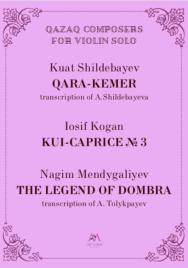 QAZAQ COMPOSERS
FOR VIOLIN SOLO
Kuat Shildebayev
QARA-KEMER
transcription of A.Shildebayeva
Iosif Kogan
KUI-CAPRICE № 3
Nagim Mendygaliyev
THE LEGEND OF DOMBRA
transcription of A. Tolykpayev